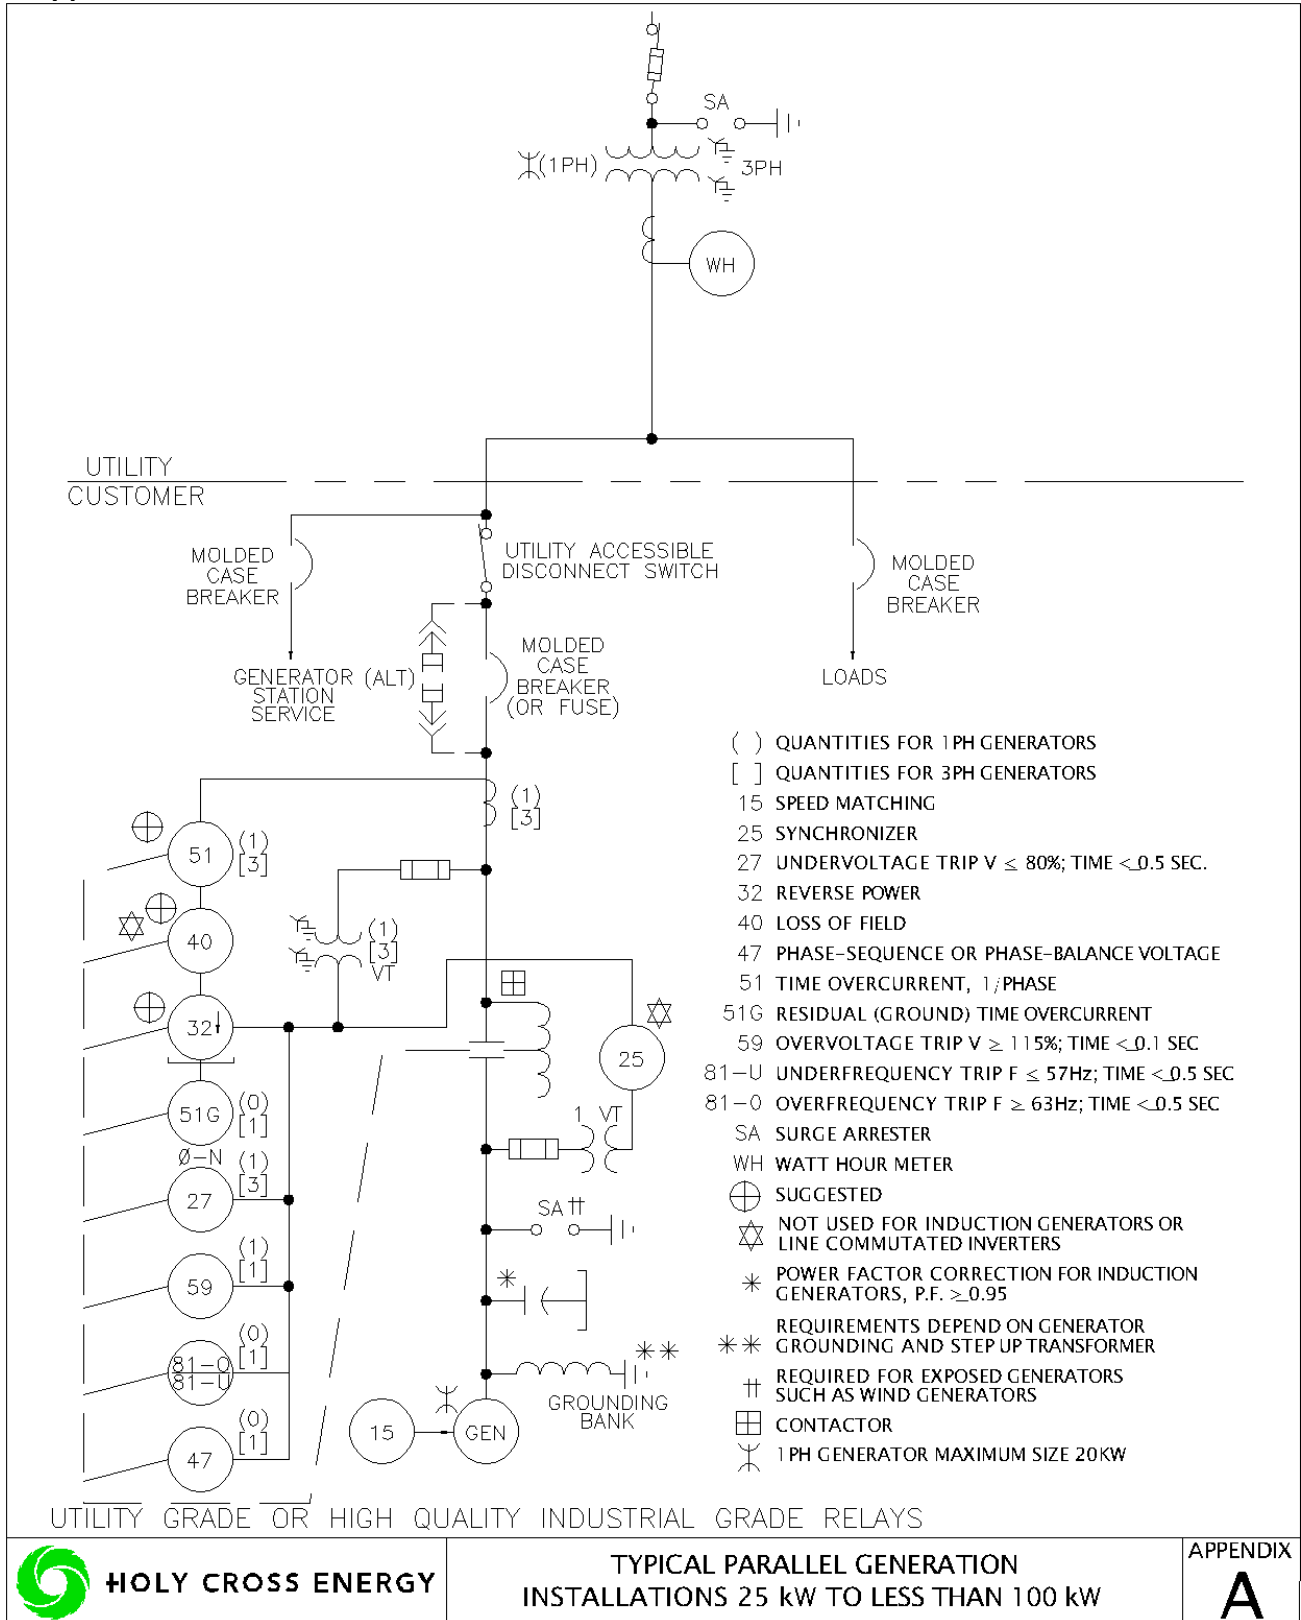 SA
(1PH)
3PH
WH
UTILITY
CUSTOMER
MOLDED
CASE
BREAKER
UTILITY ACCESSIBLE
DISCONNECT SWITCH
MOLDED
CASE
BREAKER
GENERATOR
STATION
SERVICE
(ALT)
MOLDED
CASE
BREAKER
(OR FUSE)
LOADS
( ) QUANTITIES FOR 1PH GENERATORS
[ ] QUANTITIES FOR 3PH GENERATORS
15 SPEED MATCHING
25 SYNCHRONIZER
27 UNDERVOLTAGE TRIP V ≤ 80%; TIME <0.5 SEC.
32 REVERSE POWER
40 LOSS OF FIELD
47 PHASE-SEQUENCE OR PHASE-BALANCE VOLTAGE
51 TIME OVERCURRENT, 1/PHASE
51G RESIDUAL (GROUND) TIME OVERCURRENT
59 OVERVOLTAGE TRIP V ≥ 115%; TIME <0.1 SEC
81-U UNDERFREQUENCY TRIP F ≤ 57Hz; TIME <0.5 SEC
81-O OVERFREQUENCY TRIP F ≥ 63Hz; TIME <0.5 SEC
SA SURGE ARRESTER
WH WATT HOUR METER
SUGGESTED
NOT USED FOR INDUCTION GENERATORS OR
LINE COMMUTATED INVERTERS
* POWER FACTOR CORRECTION FOR INDUCTION
GENERATORS, P.F. ≥0.95
REQUIREMENTS DEPEND ON GENERATOR
** GROUNDING AND STEP UP TRANSFORMER
REQUIRED FOR EXPOSED GENERATORS
SUCH AS WIND GENERATORS
CONTACTOR
1PH GENERATOR MAXIMUM SIZE 20KW
(1)
[3]
51
(1)
[3]
40
(1)
[3]
VT
32
25
51G
(0)
[1]
1 VT
Ø-N
27
(1)
[3]
SA
59
(1)
[1]
*
81-O
81-U
(0)
[1]
**
GROUNDING
BANK
47
(0)
[1]
15
GEN
UTILITY GRADE OR HIGH QUALITY INDUSTRIAL GRADE RELAYS
HOLY CROSS ENERGY
TYPICAL PARALLEL GENERATION
INSTALLATIONS 25 kW TO LESS THAN 100 kW
APPENDIX
A